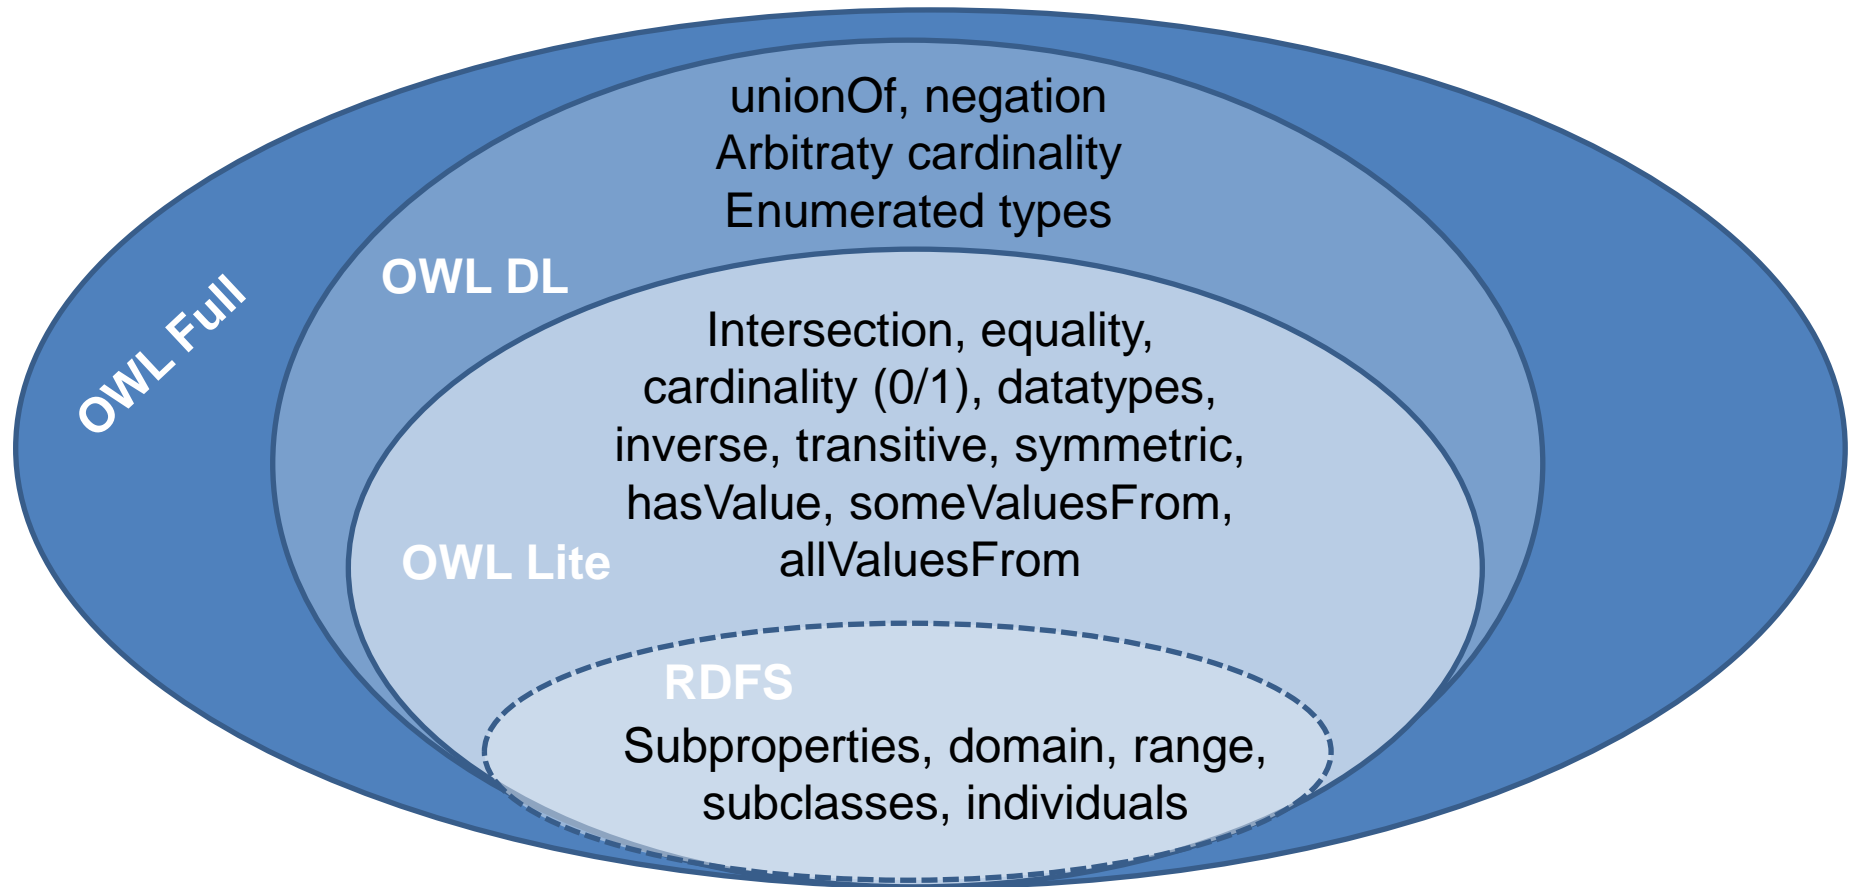 unionOf, negation
Arbitraty cardinality
Enumerated types
OWL DL
OWL Full
Intersection, equality,
cardinality (0/1), datatypes,
inverse, transitive, symmetric,
hasValue, someValuesFrom,
allValuesFrom
OWL Lite
RDFS
Subproperties, domain, range,
subclasses, individuals